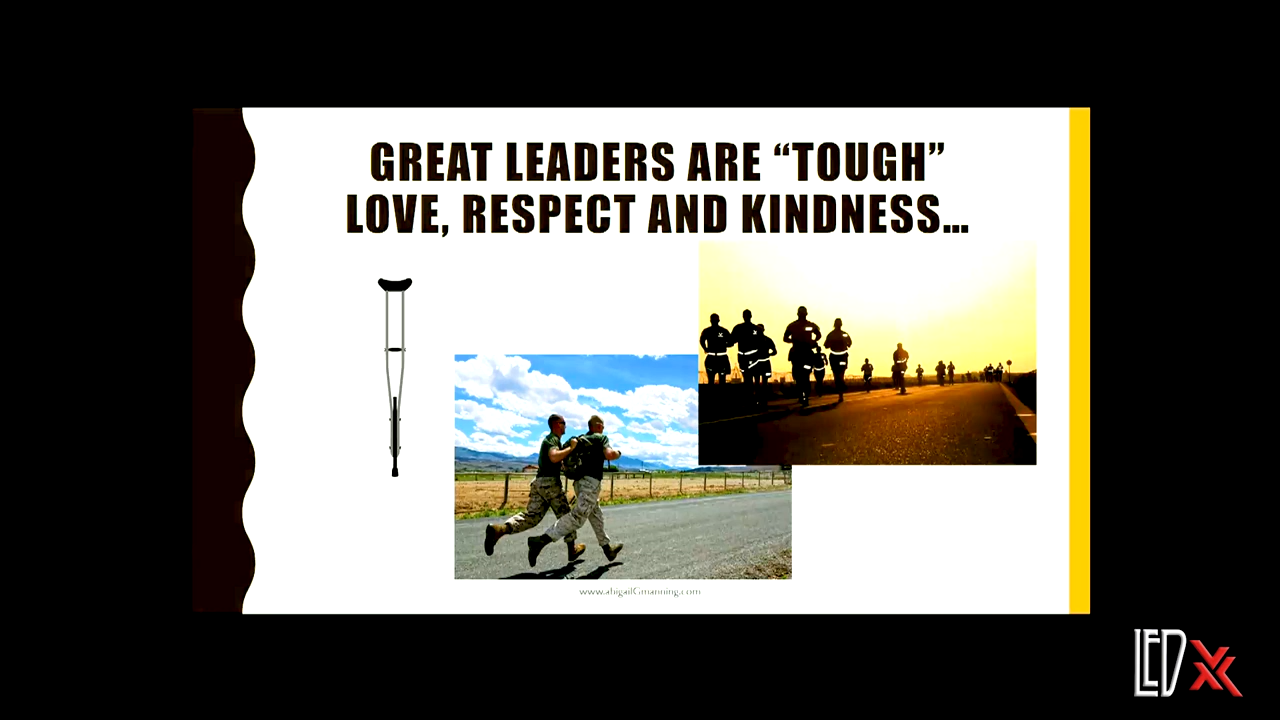 GREAT LEADERS ARE “TOUGH”
LOVE, RESPECT AND KINDNESS...
www.abigailGmanning.com
LEDX